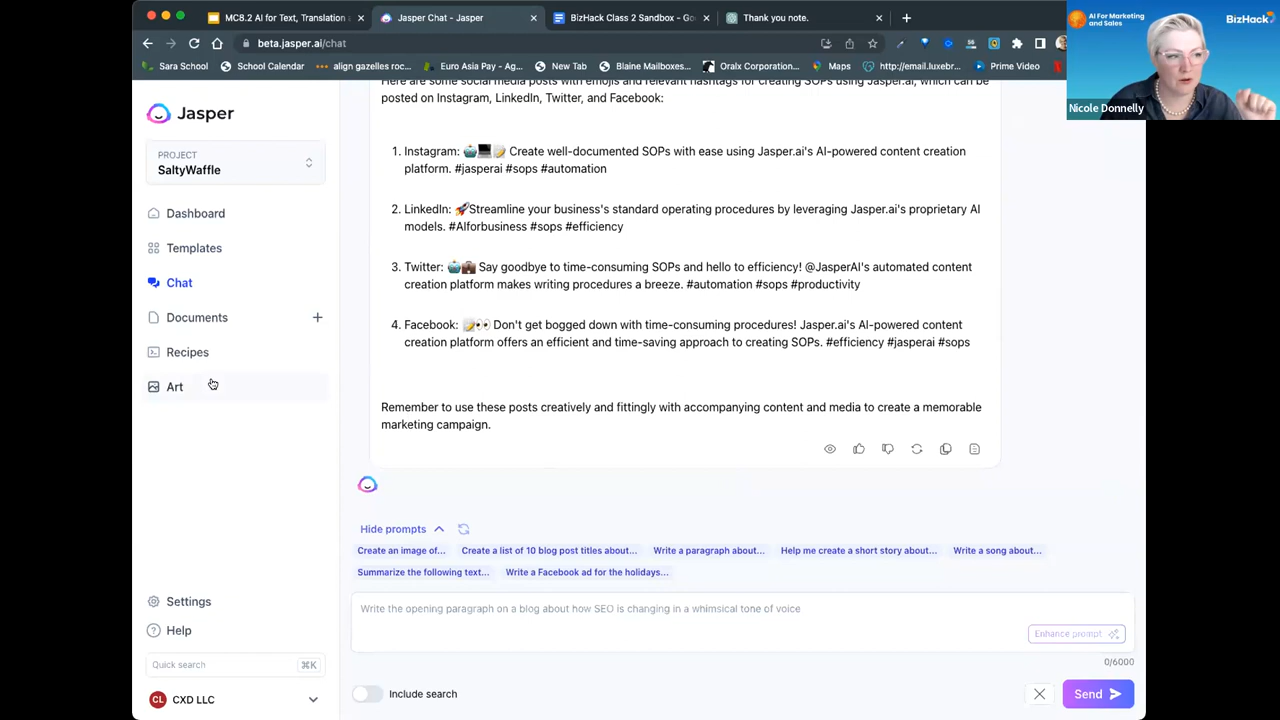 MC8.2 AI for Text, Translation
Jasper Chat - Jasper
BizHack Class 2 Sandbox - Go
Thank you note.
beta.jasper.ai/chat
Sara School
School Calendar
align gazelles roc...
Euro Asia Pay - Ag...
New Tab
Blaine Mailboxes...
Oralx Corporation...
Maps
http://email.luxebr...
Prime Video
AI For Marketing
and Sales
BizHack
Nicole Donnelly
Jasper
PROJECT
SaltyWaffle
Dashboard
Templates
Chat
Documents
Recipes
Art
Settings
Help
Quick search
⌘K
CL CXD LLC
Here are some social media posts with emojis and relevant hashtags for creating SOPs using Jasper.ai, which can be
posted on Instagram, LinkedIn, Twitter, and Facebook:
1. Instagram: 🤖💻📝 Create well-documented SOPs with ease using Jasper.ai's AI-powered content creation
platform. #jasperai #sops #automation
2. LinkedIn: 🚀Streamline your business's standard operating procedures by leveraging Jasper.ai's proprietary AI
models. #AIforbusiness #sops #efficiency
3. Twitter: 🤖💼 Say goodbye to time-consuming SOPs and hello to efficiency! @JasperAI's automated content
creation platform makes writing procedures a breeze. #automation #sops #productivity
4. Facebook: 📝👀 Don't get bogged down with time-consuming procedures! Jasper.ai's AI-powered content
creation platform offers an efficient and time-saving approach to creating SOPs. #efficiency #jasperai #sops
Remember to use these posts creatively and fittingly with accompanying content and media to create a memorable
marketing campaign.
Hide prompts
Create an image of...
Create a list of 10 blog post titles about...
Write a paragraph about...
Help me create a short story about...
Write a song about...
Summarize the following text...
Write a Facebook ad for the holidays...
Write the opening paragraph on a blog about how SEO is changing in a whimsical tone of voice
Enhance prompt
0/6000
Include search
Send